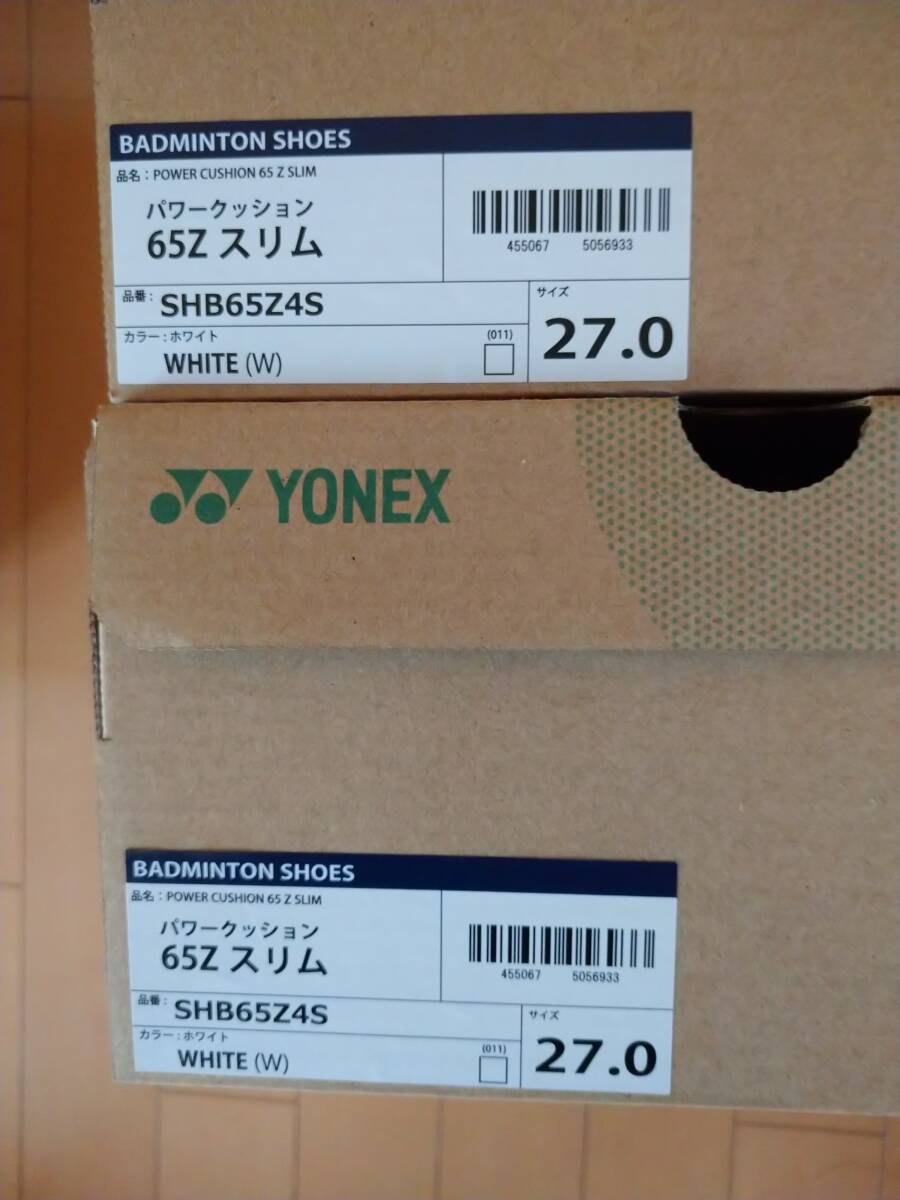 BADMINTON SHOES
品名：POWER CUSHION 65 Z SLIM
パワークッション
65Z スリム
455067 5056933
品番： SHB65Z4S
サイズ
27.0
カラー：ホワイト
(011)
WHITE (W)
YONEX
BADMINTON SHOES
品名：POWER CUSHION 65 Z SLIM
パワークッション
65Z スリム
455067 5056933
品番： SHB65Z4S
サイズ
27.0
カラー：ホワイト
(011)
WHITE (W)